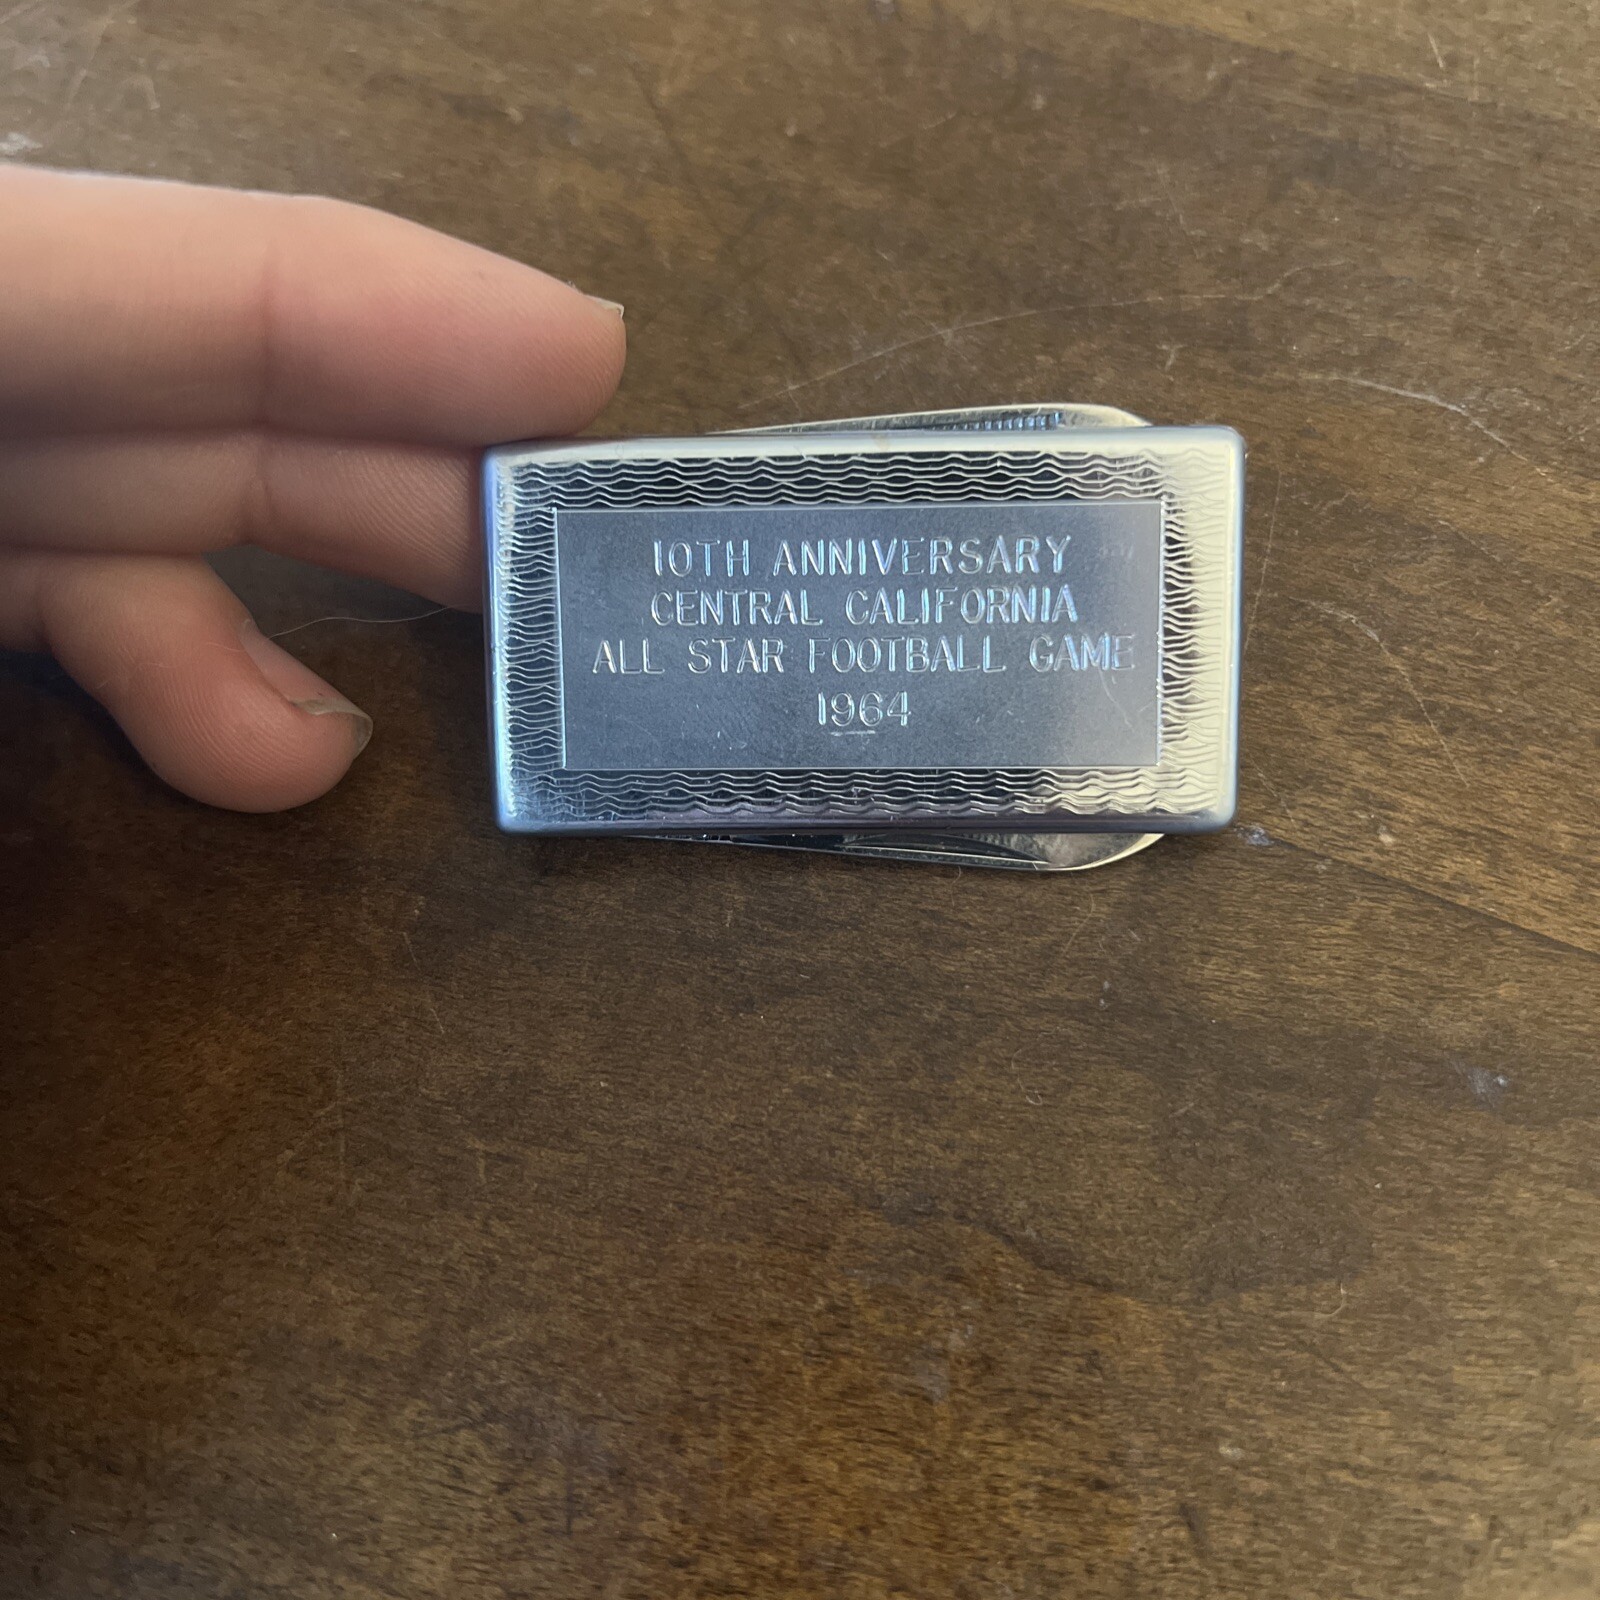 10TH ANNIVERSARY
CENTRAL CALIFORNIA
ALL STAR FOOTBALL GAME
1964